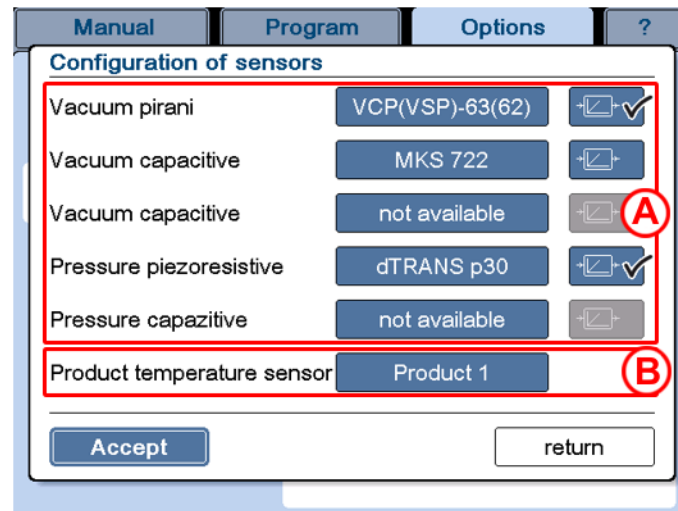 Manual Program Options ?
Configuration of sensors
Vacuum pirani VCP(VSP)-63(62)
Vacuum capacitive MKS 722
Vacuum capacitive not available A
Pressure piezoresistive dTRANS p30
Pressure capazitive not available
Product temperature sensor Product 1 B
Accept return